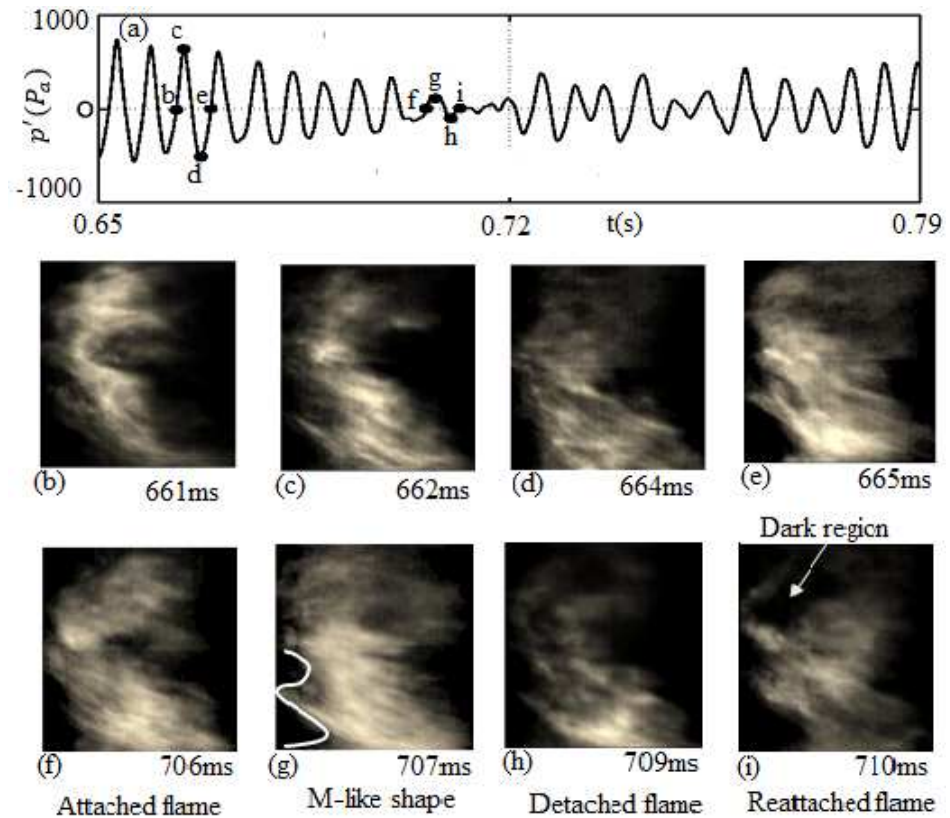 1000
(a)
c
g
b
e
f
i
p'(Pa)
0
h
d
-1000
0.65
0.72
t(s)
0.79
(b)
661ms
(c)
662ms
(d)
664ms
(e)
665ms
Dark region
(f)
706ms
(g)
707ms
(h)
709ms
(i)
710ms
Attached flame
M-like shape
Detached flame
Reattached flame